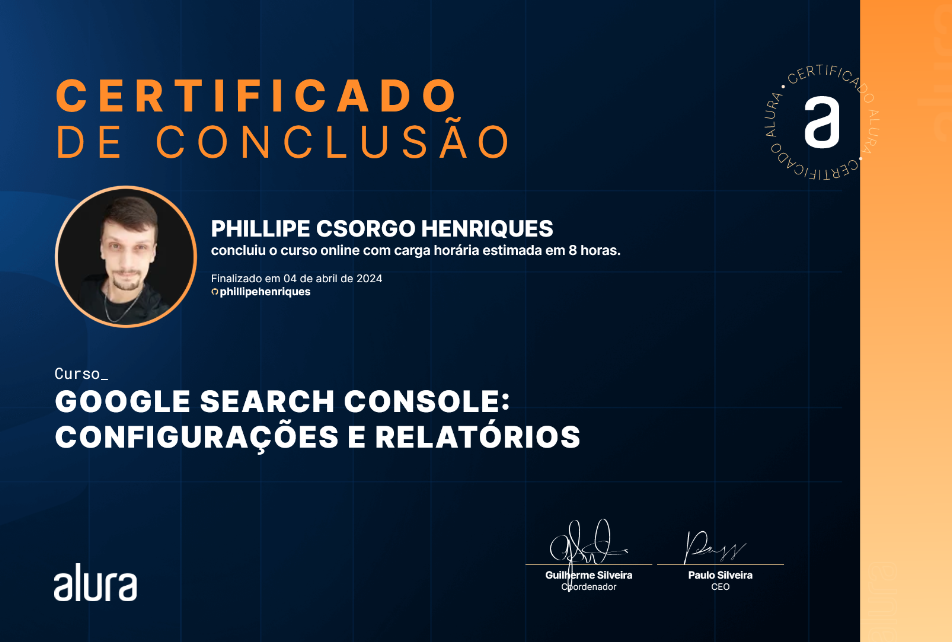 CERTIFICADO
DE CONCLUSÃO
CERTIFICADO ALURA • CERTIFICADO ALURA •
a
PHILLIPE CSORGO HENRIQUES
concluiu o curso online com carga horária estimada em 8 horas.
Finalizado em 04 de abril de 2024
phillipehenriques
Curso_
GOOGLE SEARCH CONSOLE:
CONFIGURAÇÕES E RELATÓRIOS
alura
Guilherme Silveira
Coordenador
Paulo Silveira
CEO